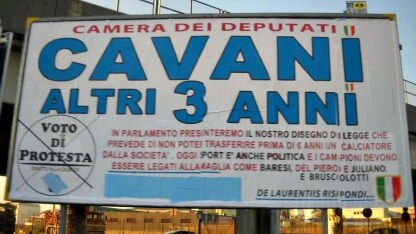 CAMERA DEI DEPUTATI
CAVANI
ALTRI 3 ANNI
VOTO
DI
PROTESTA
IN PARLAMENTO PRESINTEREMO IL NOSTRO DISEGNO DI LEGGE CHE
PREVEDE DI NON POTEI TRASFERIRE PRIMA DI 6 ANNI UN CALCIATORE
DALLA SOCIETA'. OGGI SPORT E' ANCHE POLITICA E I CAMPIONI DEVONO
ESSERE LEGATI ALLA MAGLIA COME BARESI, DEL PIERO E JULIANO.
E BRUSCOLOTTI
DE LAURENTIIS RISPONDI...